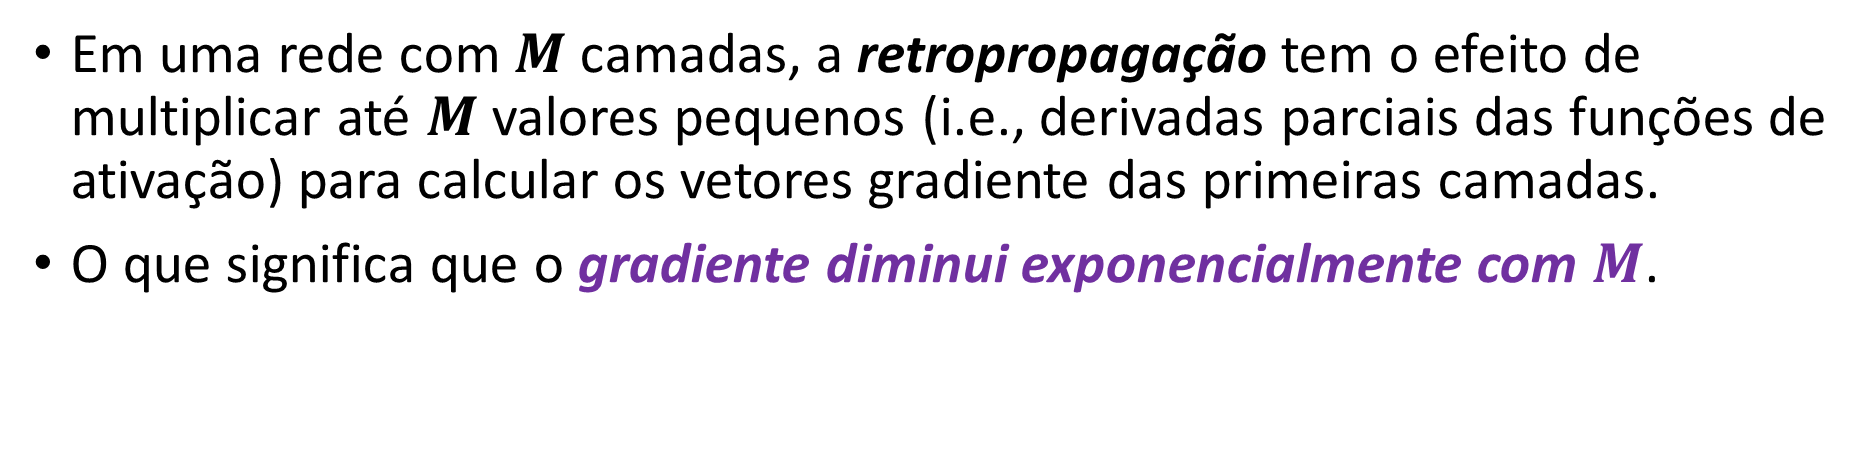 • Em uma rede com M camadas, a retropropagação tem o efeito de
multiplicar até M valores pequenos (i.e., derivadas parciais das funções de
ativação) para calcular os vetores gradiente das primeiras camadas.
• O que significa que o gradiente diminui exponencialmente com M.